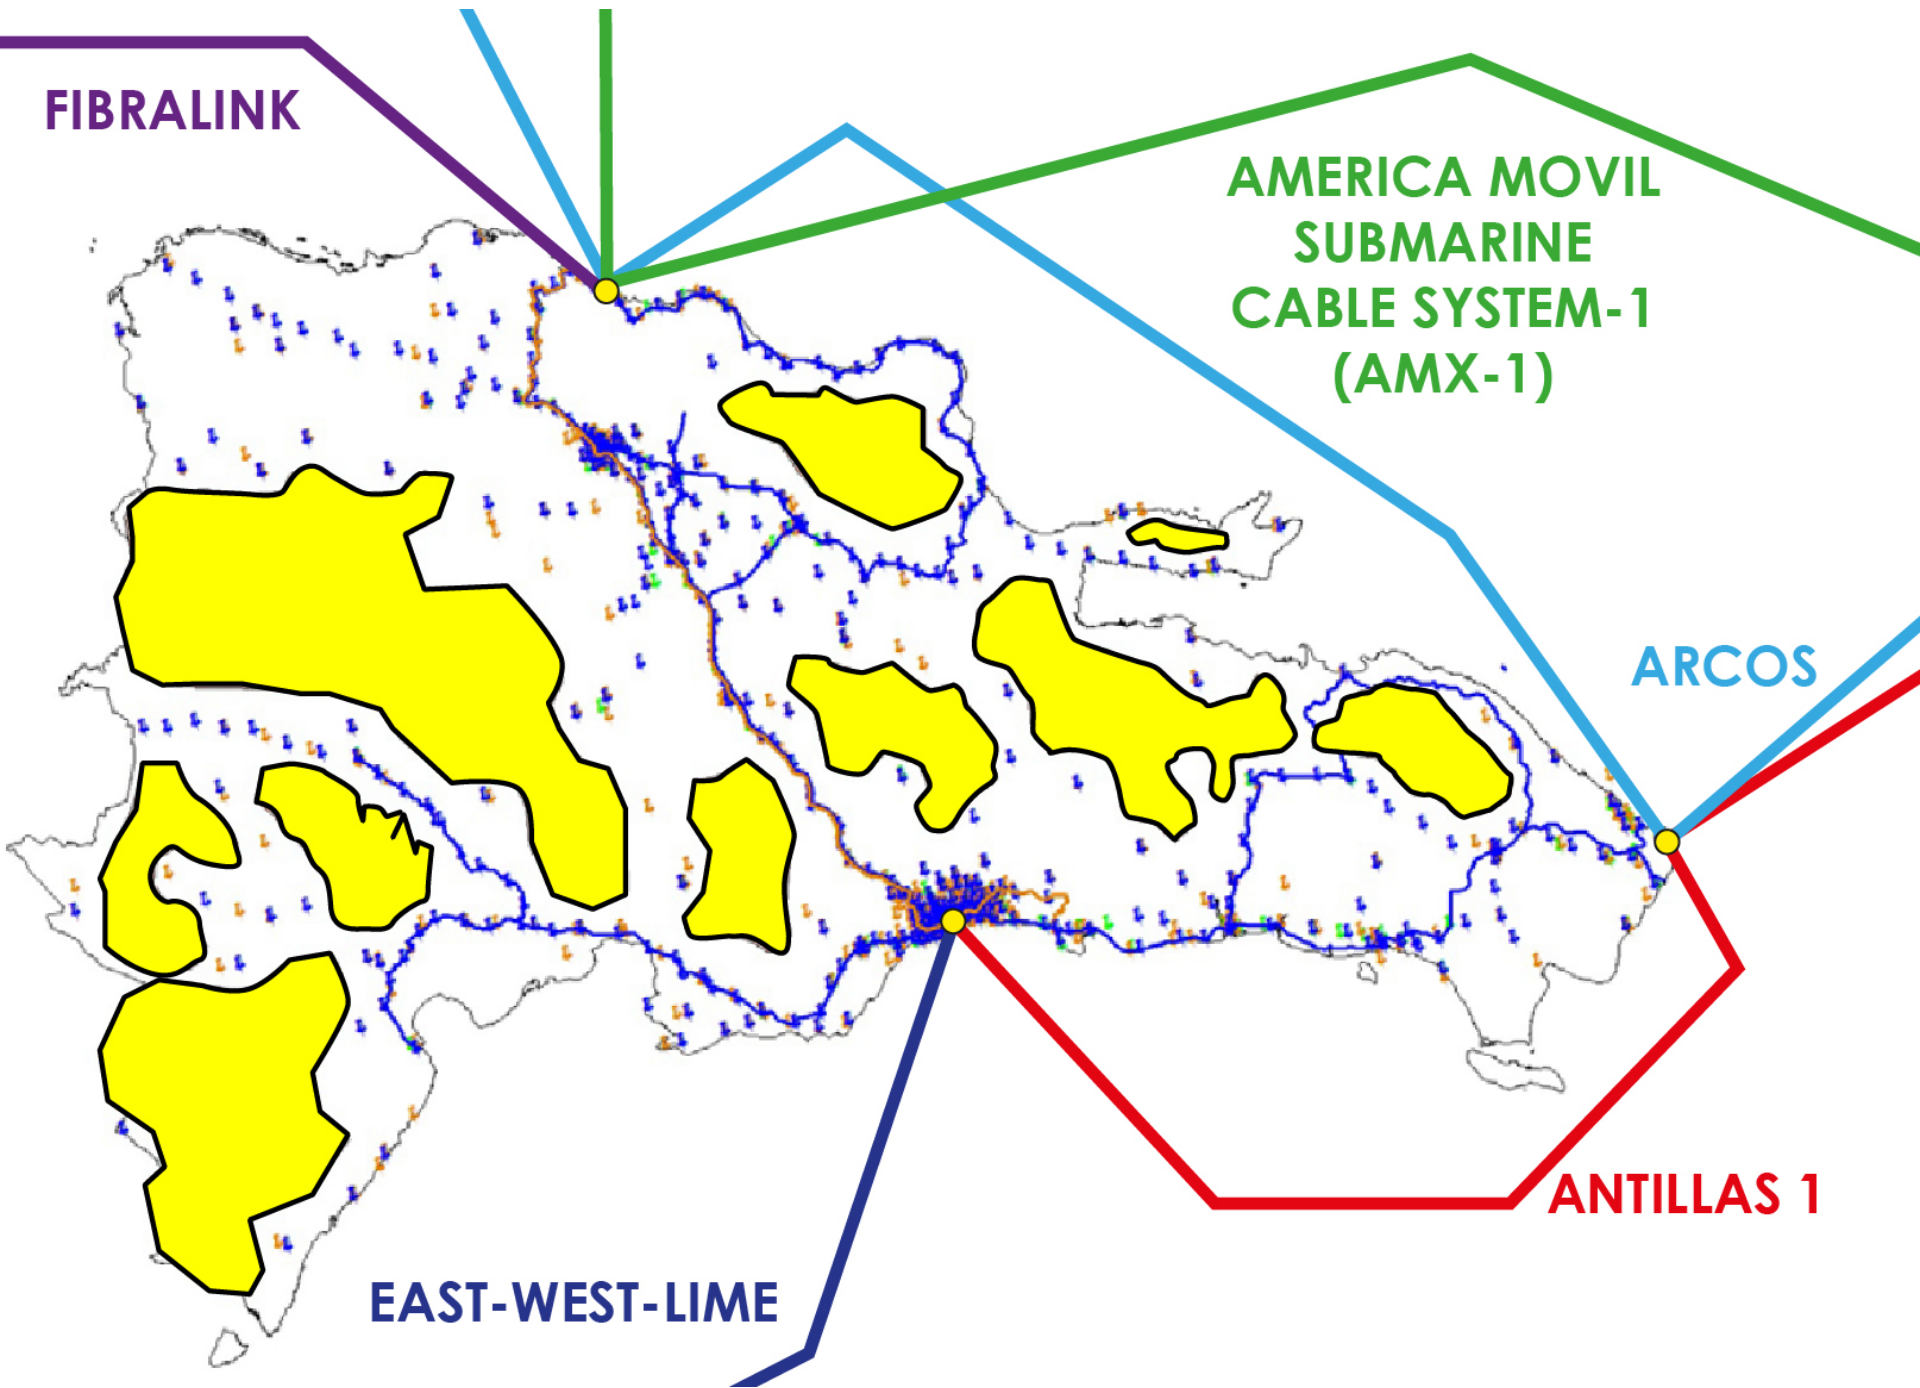 FIBRALINK
AMERICA MOVIL
SUBMARINE
CABLE SYSTEM-1
(AMX-1)
ARCOS
ANTILLAS 1
EAST-WEST-LIME